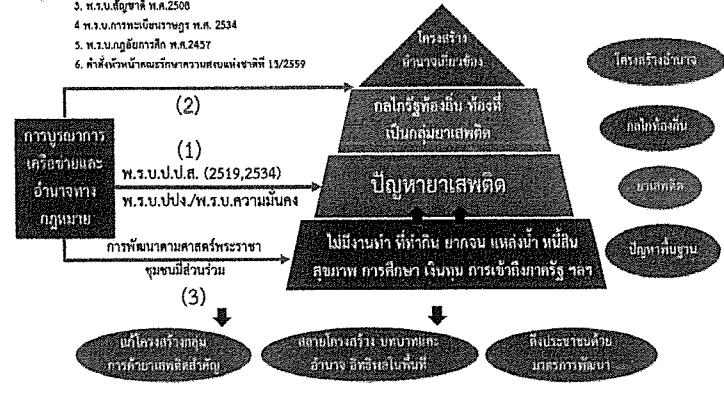 3. พ.ร.บ.สัญชาติ พ.ศ.2508
4 พ.ร.บ.การทะเบียนราษฎร พ.ศ. 2534
5. พ.ร.บ.กฎอัยการศึก พ.ศ.2457
6. คำสั่งหัวหน้าคณะรักษาความสงบแห่งชาติที่ 13/2559
โครงสร้าง
อำนาจเกี่ยวข้อง
โครงสร้างอำนาจ
(2)
กลไกรัฐท้องถิ่น ท้องที่
เป็นกลุ่มยาเสพติด
กลไกท้องถิ่น
การบูรณาการ
เครือข่ายและ
อำนาจทาง
กฎหมาย
(1)
พ.ร.บ.ป.ป.ส. (2519,2534)
พ.ร.บ.ปปง./พ.ร.บ.ความมั่นคง
ปัญหายาเสพติด
ยาเสพติด
การพัฒนาตามศาสตร์พระราชา
ชุมชนมีส่วนร่วม
(3)
ไม่มีงานทำ ที่ทำกิน ยากจน แหล่งน้ำ หนี้สิน
สุขภาพ การศึกษา เงินทุน การเข้าถึงภาครัฐ ฯลฯ
ปัญหาพื้นฐาน
แก้โครงสร้างกลุ่ม
การค้ายาเสพติดสำคัญ
สลายโครงสร้าง บทบาทและ
อำนาจ อิทธิพลในพื้นที่
ดึงประชาชนด้วย
มาตรการพัฒนา